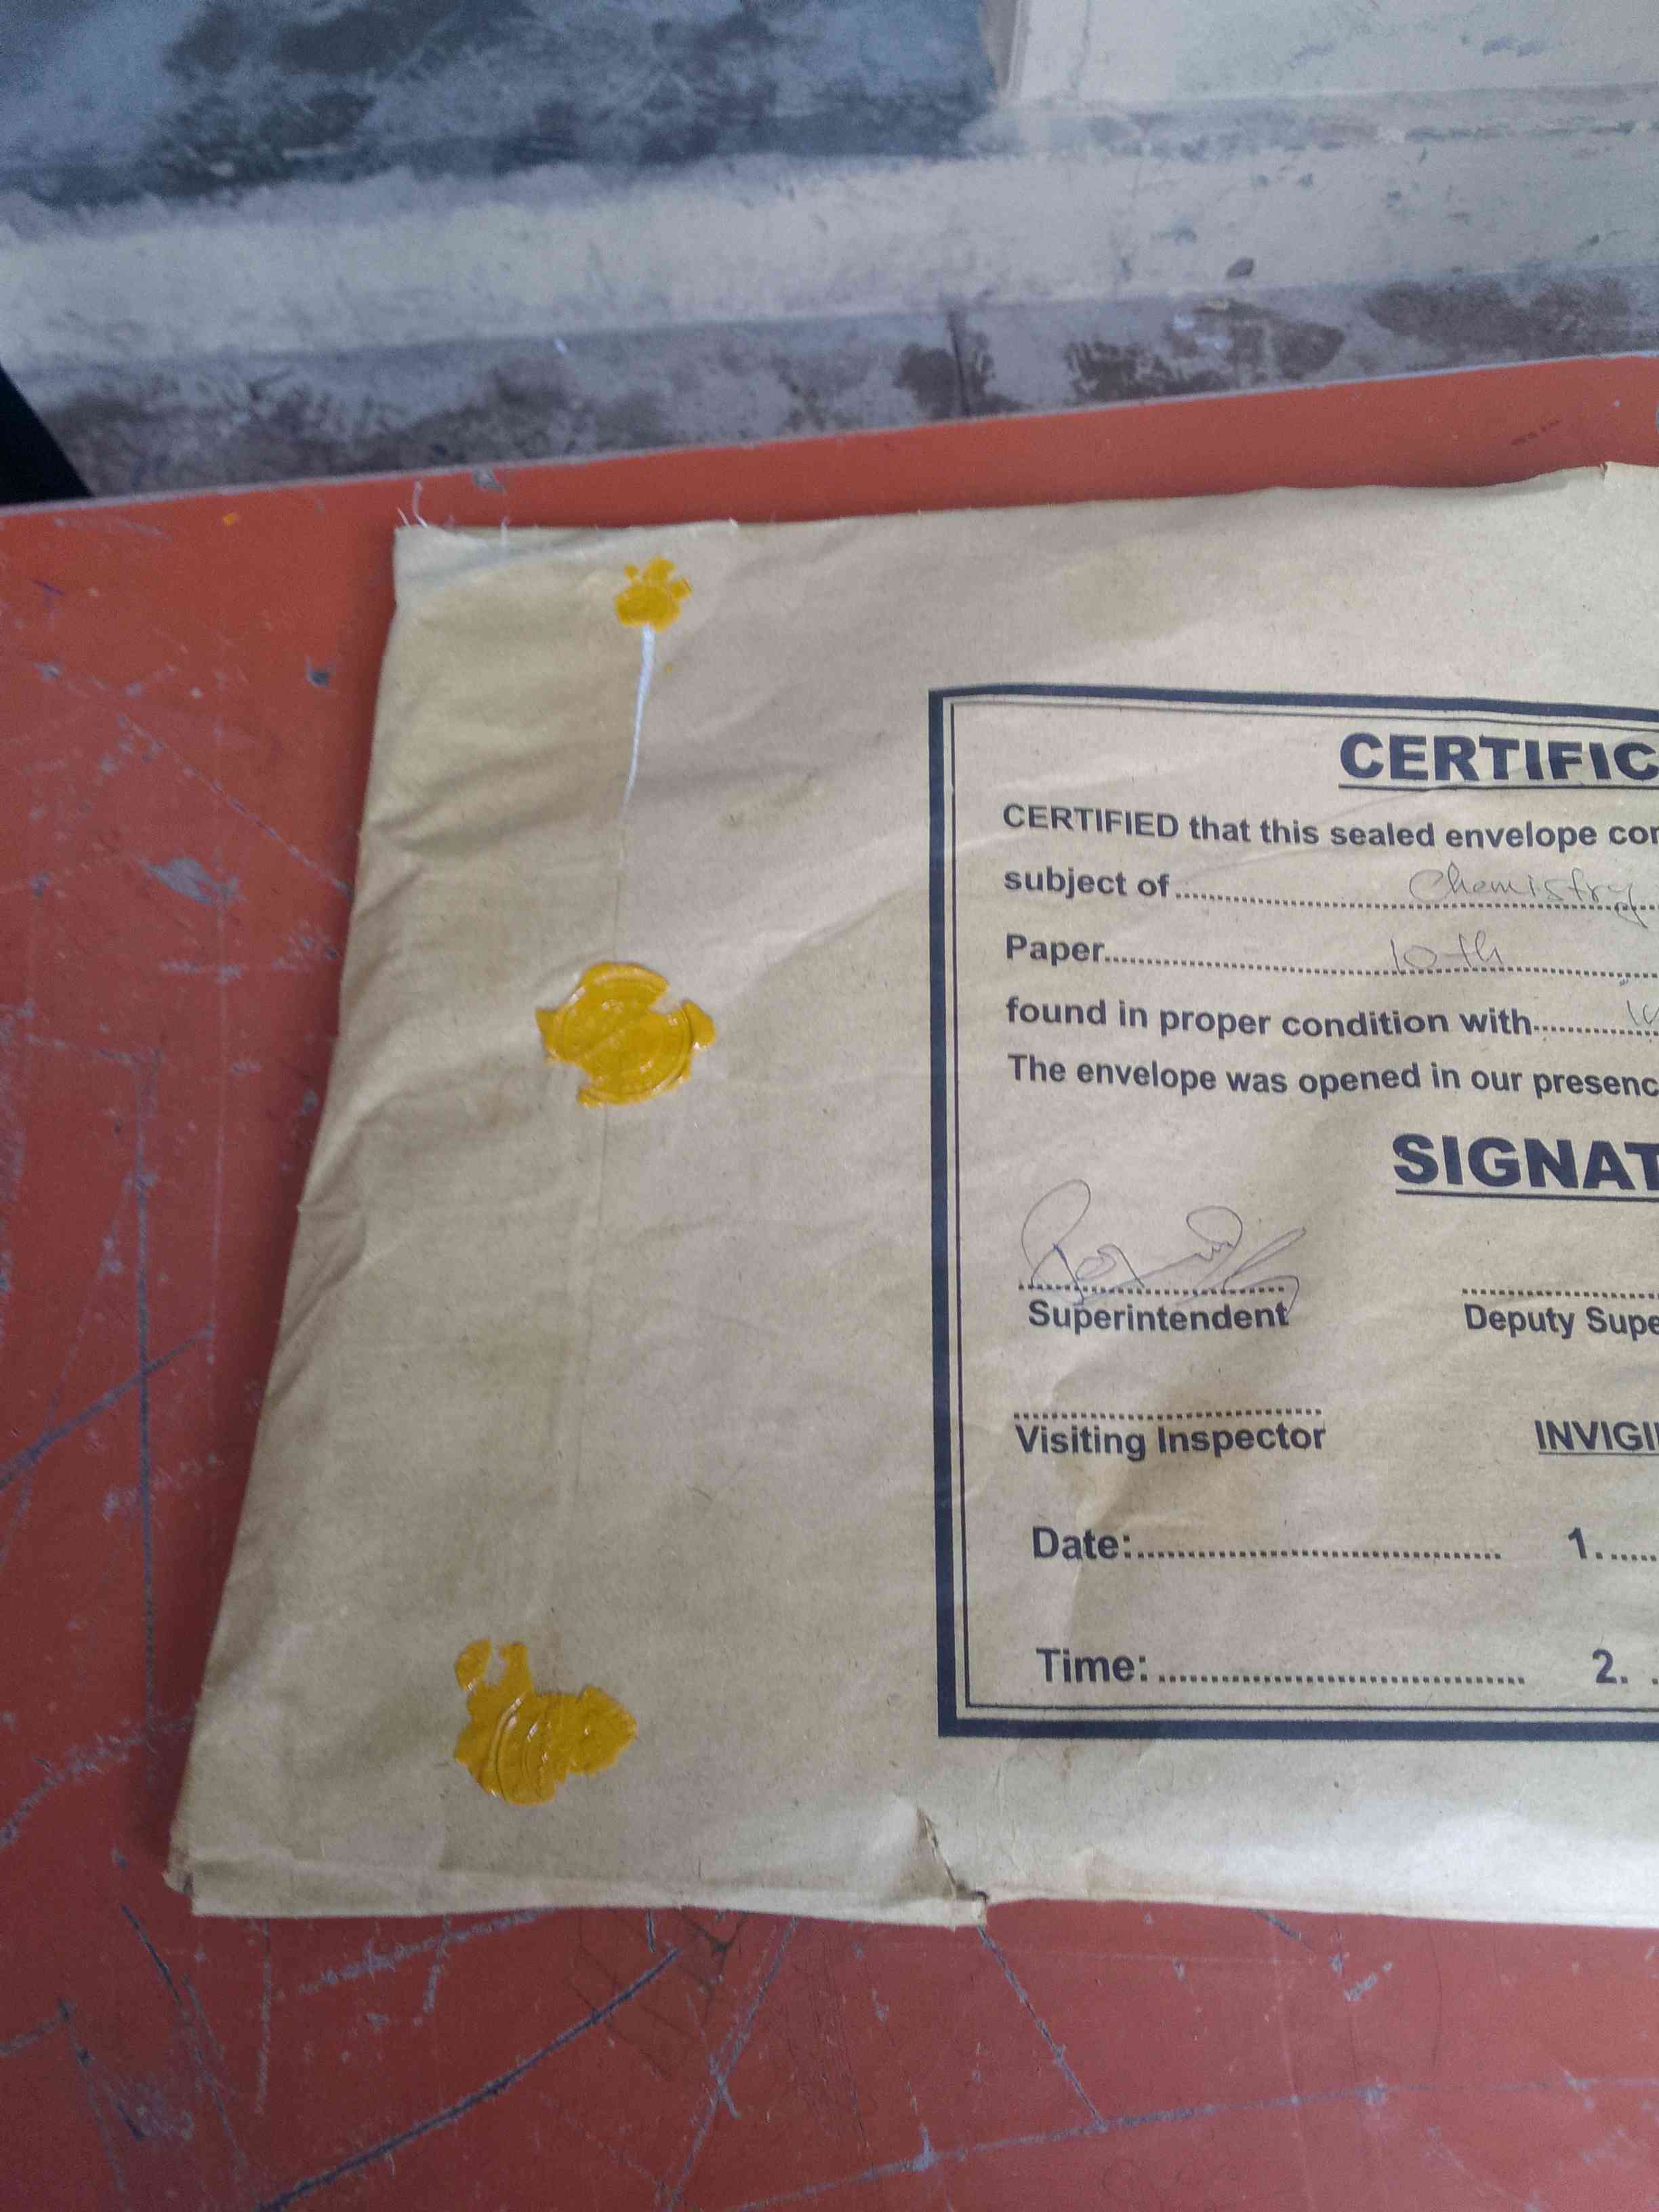 CERTIFIC
CERTIFIED that this sealed envelope con
subject of.......... Chemistry
Paper.......... 10th
found in proper condition with..........
The envelope was opened in our presenc
SIGNAT
Superintendent
Deputy Supe
Visiting Inspector
INVIGI
Date:..........
1. ......
Time: ..........
2. .